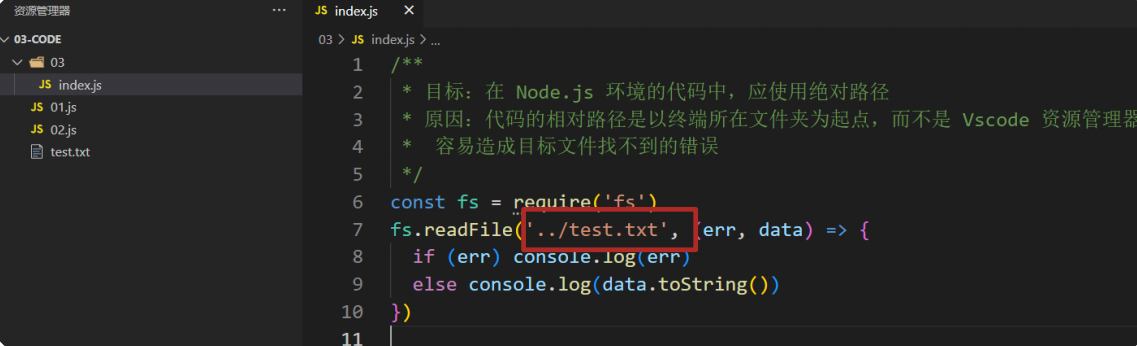 资源管理器 ···
JS index.js ×
03-CODE
03 > JS index.js > ...
03
JS index.js
JS 01.js
JS 02.js
test.txt
1 /**
2 * 目标：在 Node.js 环境的代码中，应使用绝对路径
3 * 原因：代码的相对路径是以终端所在文件夹为起点，而不是 Vscode 资源管理器
4 * 容易造成目标文件找不到的错误
5 */
6 const fs = require('fs')
7 fs.readFile('../test.txt', (err, data) => {
8 if (err) console.log(err)
9 else console.log(data.toString())
10 })
11